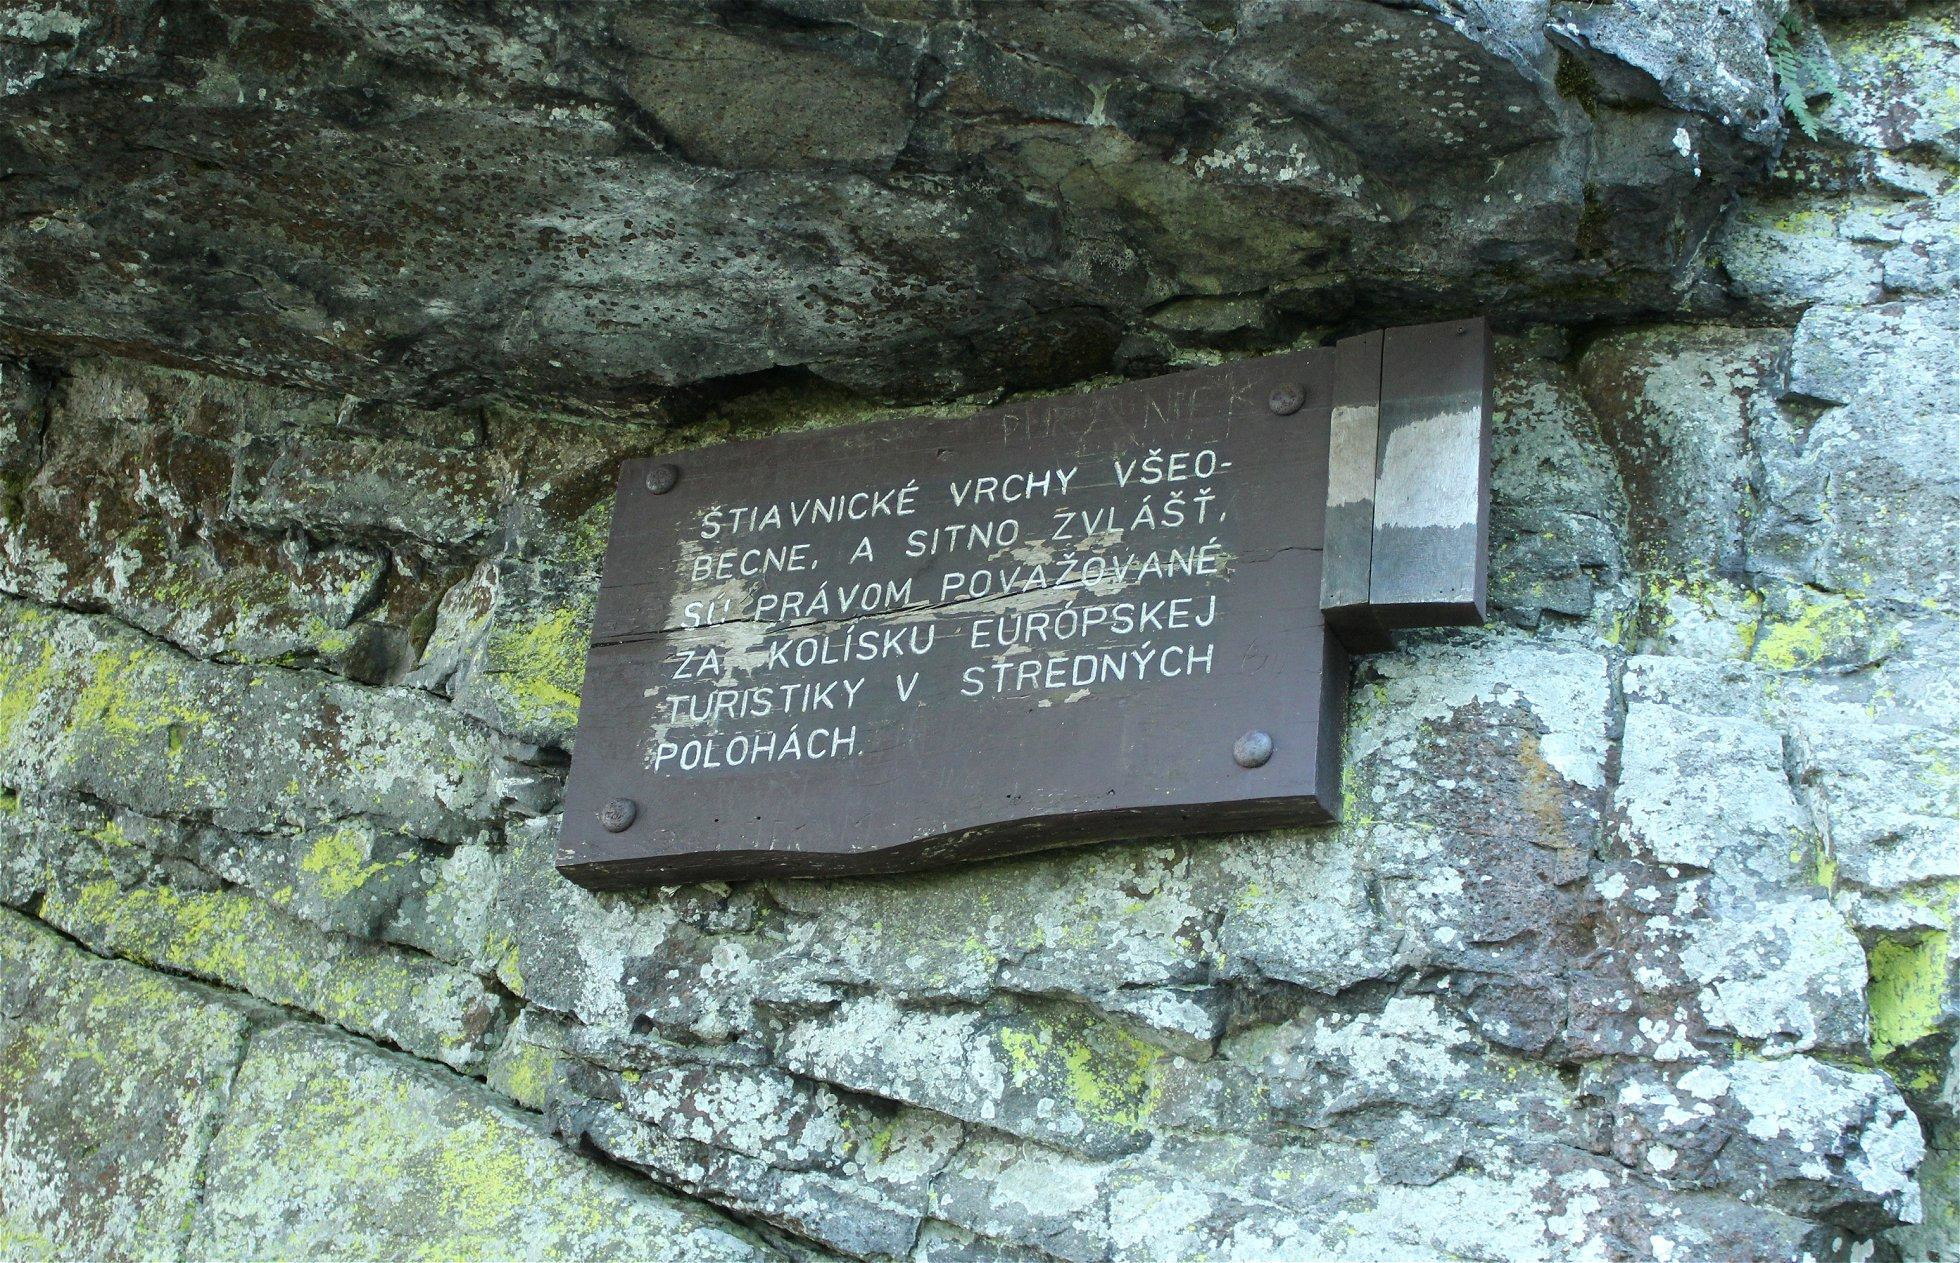 ŠTIAVNICKÉ VRCHY VŠEO-
BECNE, A SITNO ZVLÁŠŤ,
SÚ PRÁVOM POVAŽOVANÉ
ZA KOLÍSKU EURÓPSKEJ
TURISTIKY V STREDNÝCH
POLOHÁCH.